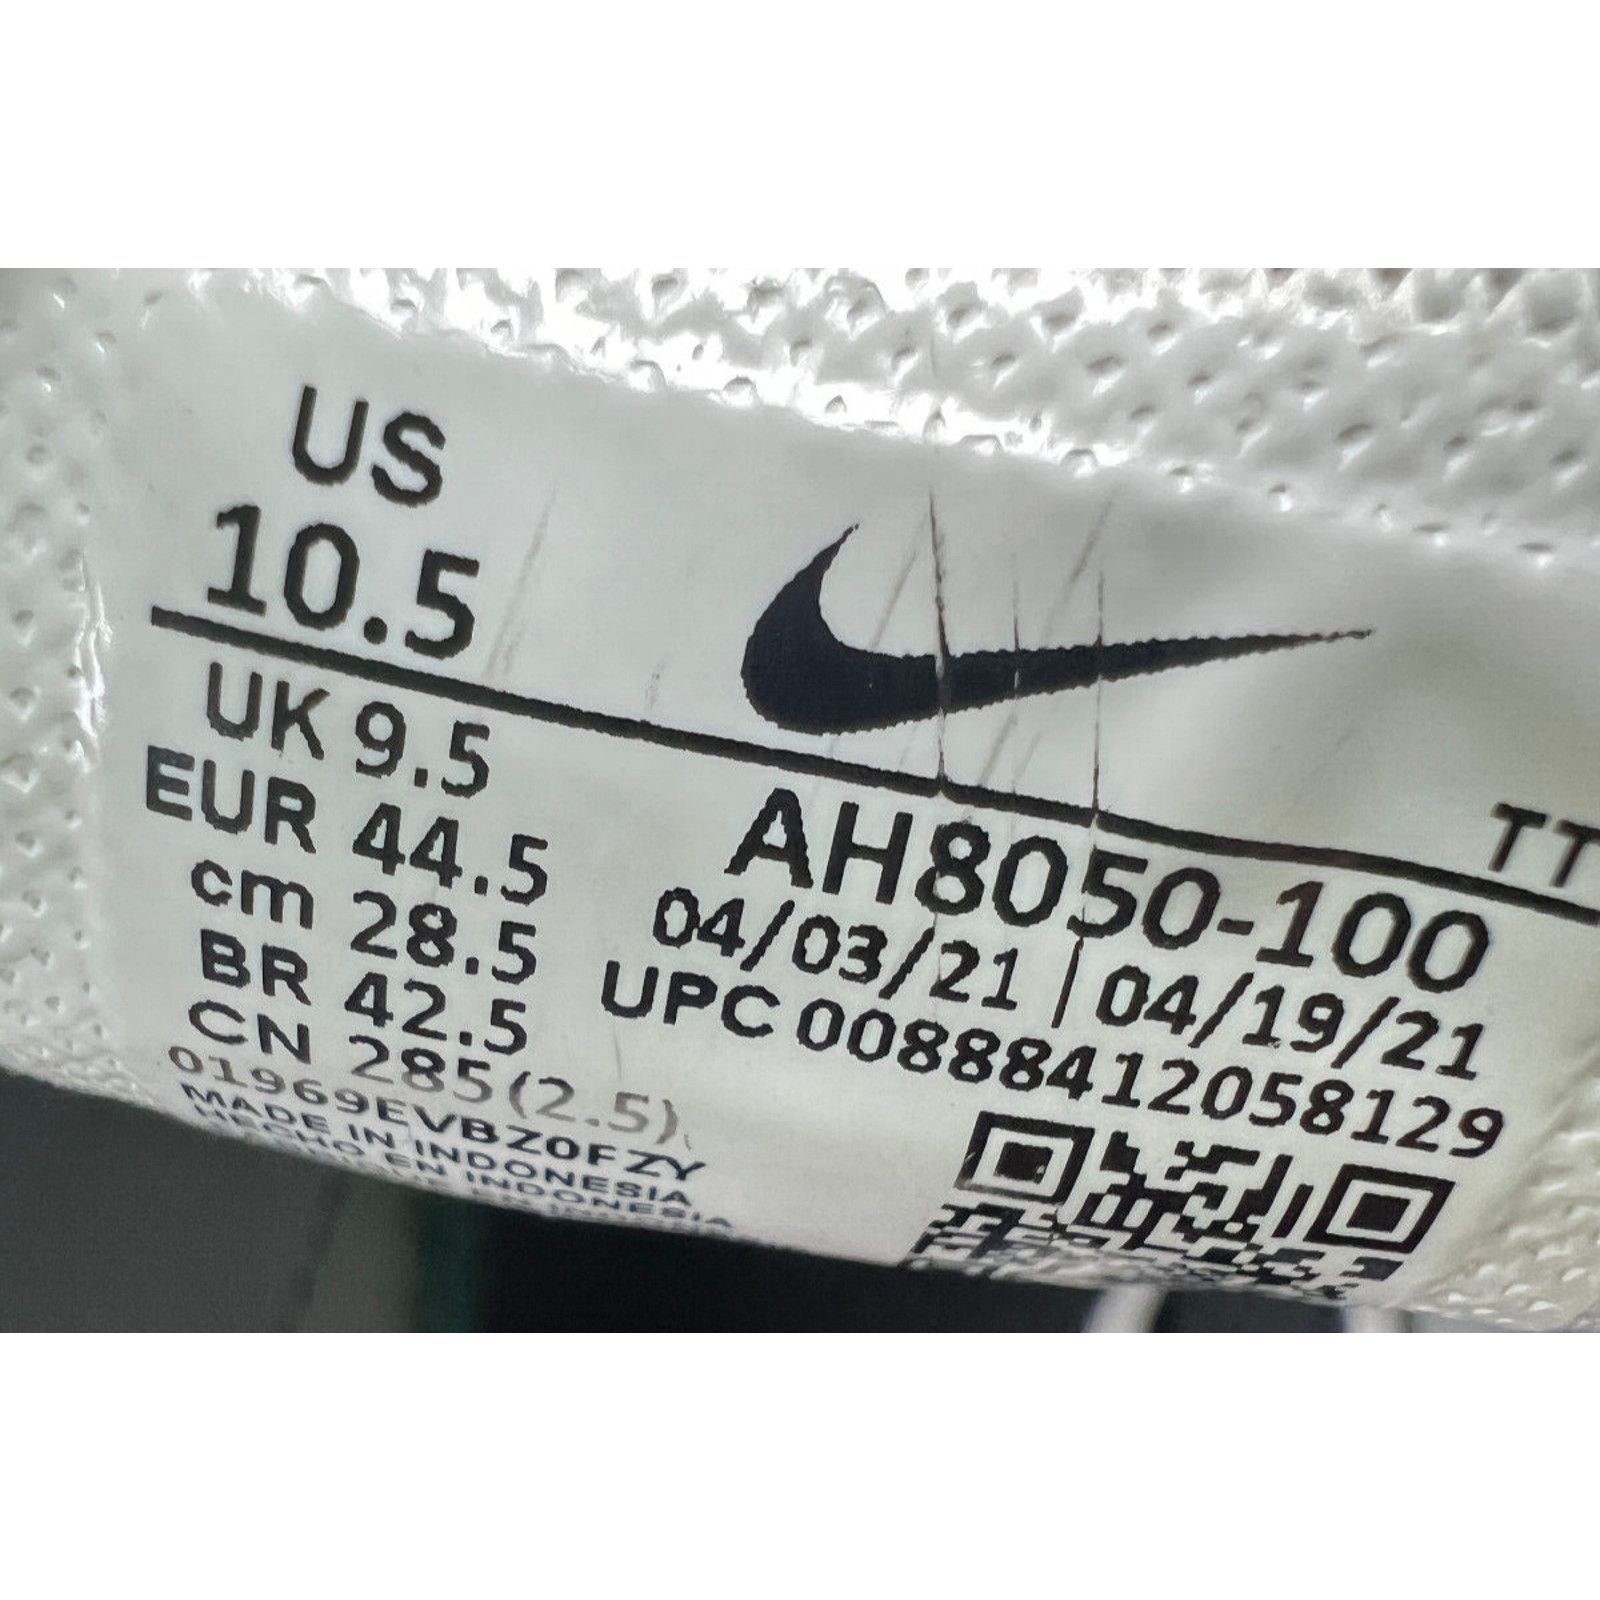 US
10.5
UK 9.5
EUR 44.5
cm 28.5
BR 42.5
CN 285(2.5)
01969EVBZ0FZY
MADE IN INDONESIA
HECHO EN INDONESIA
TT
AH8050-100
04/03/21 | 04/19/21
UPC 00888412058129